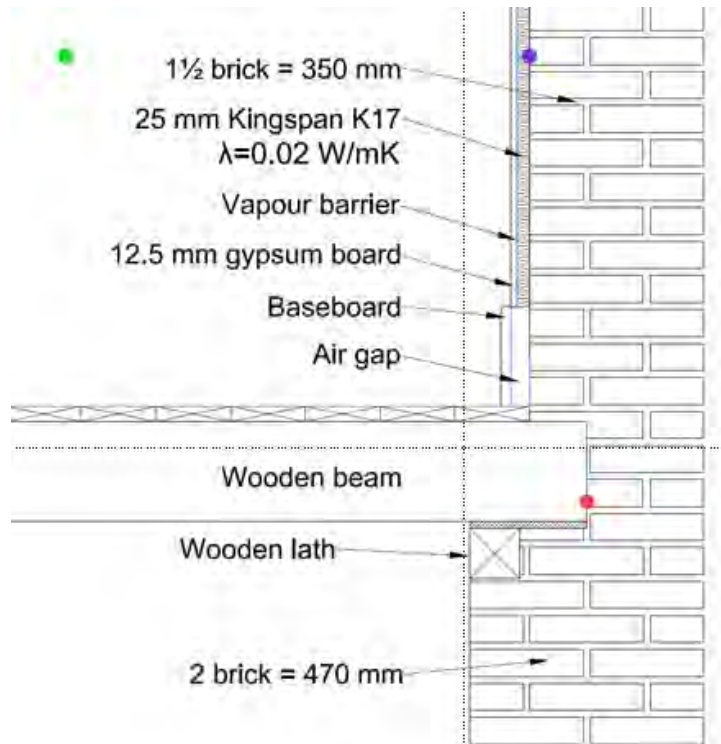 1½ brick = 350 mm
25 mm Kingspan K17
λ=0.02 W/mK
Vapour barrier
12.5 mm gypsum board
Baseboard
Air gap
Wooden beam
Wooden lath
2 brick = 470 mm